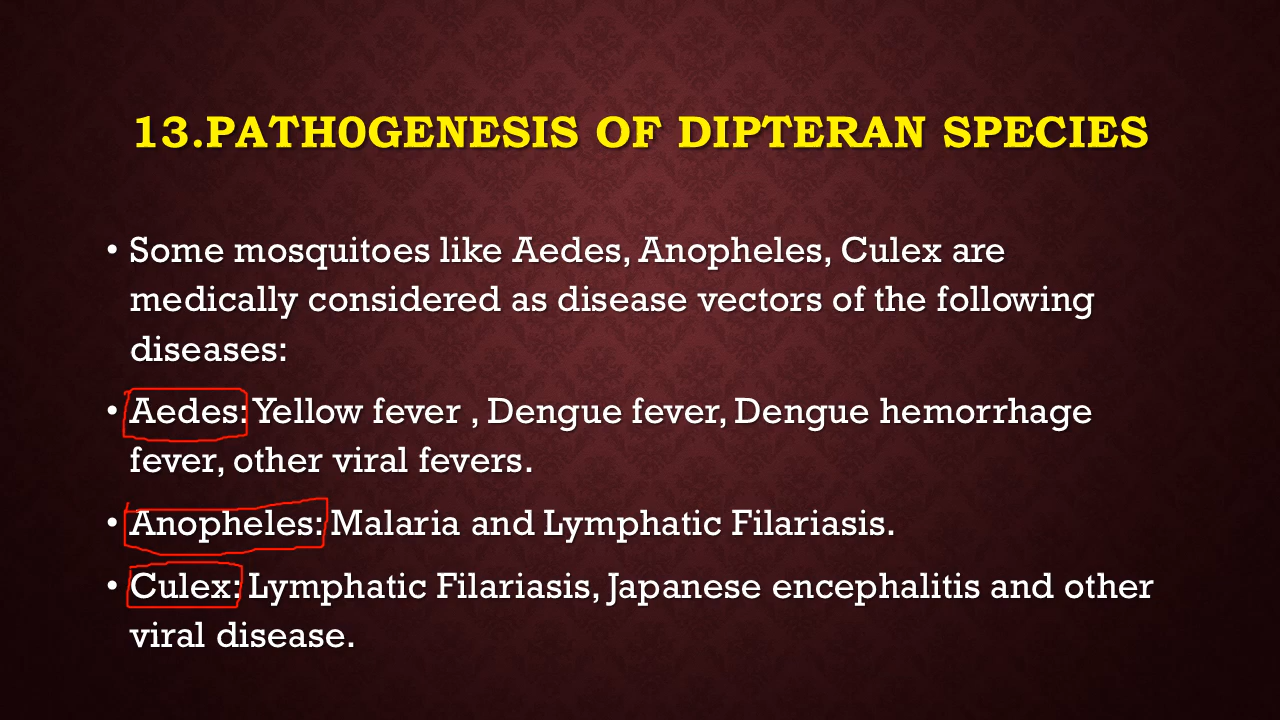 13.PATH0GENESIS OF DIPTERAN SPECIES
• Some mosquitoes like Aedes, Anopheles, Culex are
medically considered as disease vectors of the following
diseases:
• Aedes: Yellow fever , Dengue fever, Dengue hemorrhage
fever, other viral fevers.
• Anopheles: Malaria and Lymphatic Filariasis.
• Culex: Lymphatic Filariasis, Japanese encephalitis and other
viral disease.